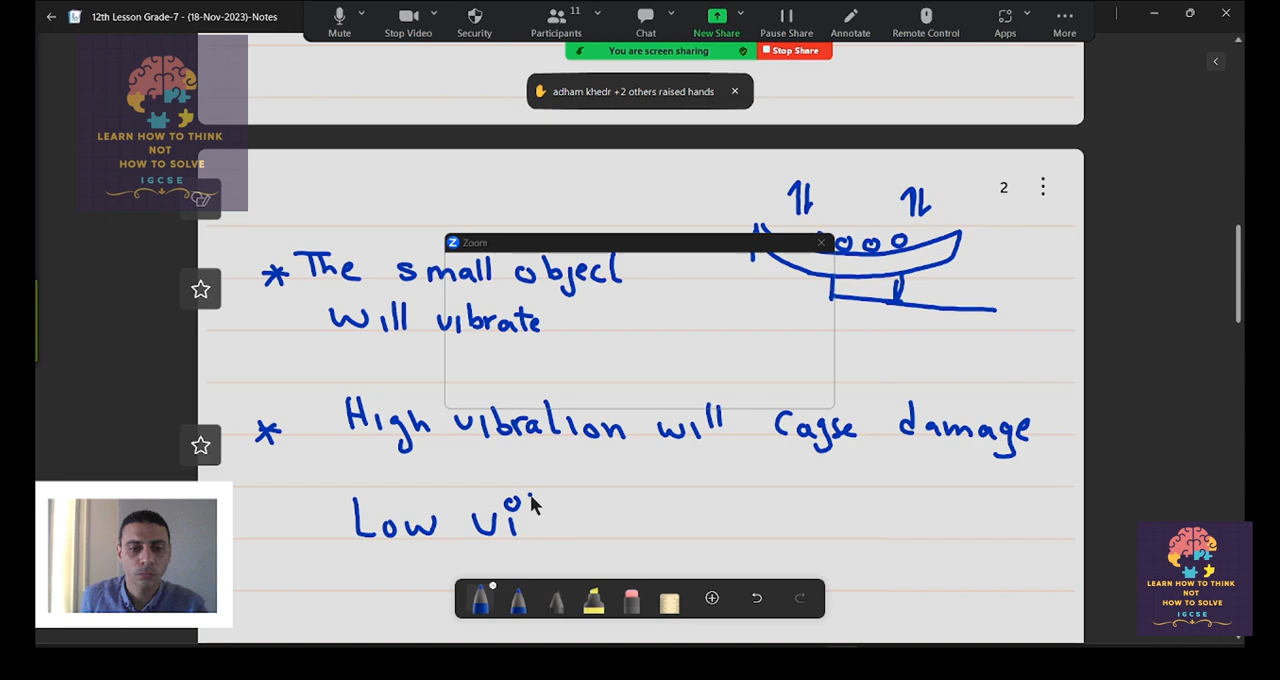 12th Lesson Grade-7 - (18-Nov-2023)-Notes
Mute
Stop Video
Security
11
Participants
Chat
New Share
Pause Share
Annotate
Remote Control
Apps
More
You are screen sharing
Stop Share
adham khedr +2 others raised hands
LEARN HOW TO THINK
NOT
HOW TO SOLVE
IGCSE
2
Zoom
* The small object
will vibrate
* High vibration will cause damage
Low vi
LEARN HOW TO THINK
NOT
HOW TO SOLVE
IGCSE